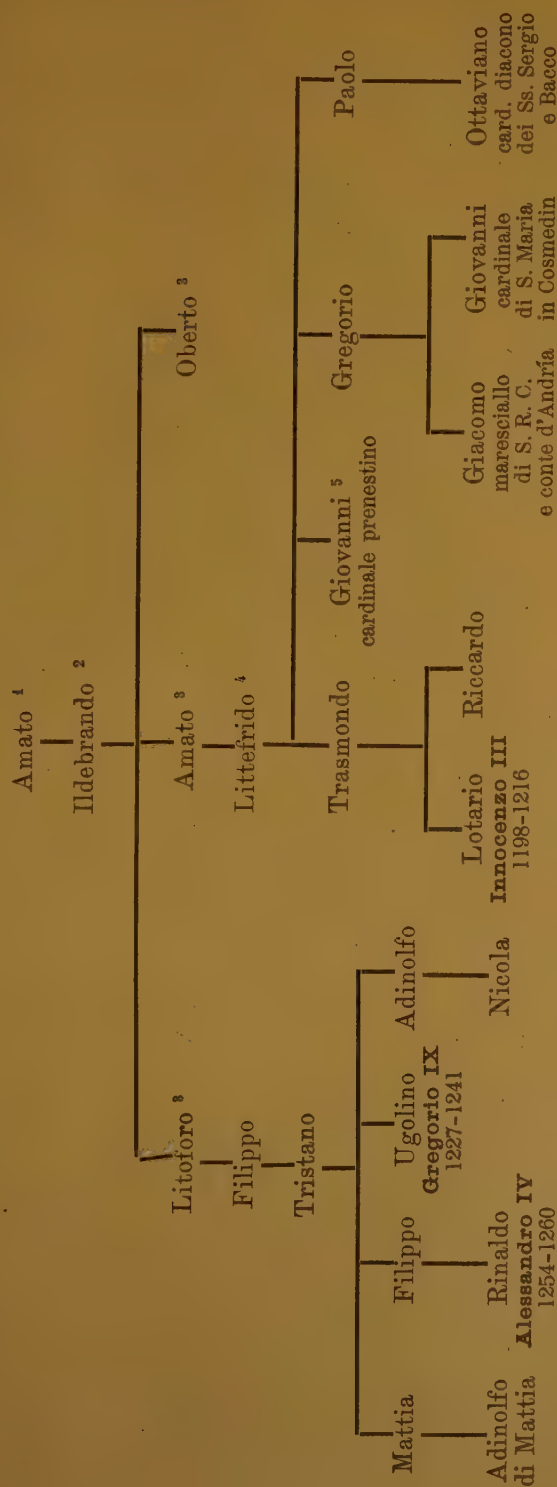 Amato ¹
Ildebrando ²
Litoforo ³
Amato ³
Oberto ³
Filippo
Littefrido ⁴
Tristano
Trasmondo
Giovanni ⁵
cardinale prenestino
Gregorio
Paolo
Mattia
Filippo
Ugolino
Gregorio IX
1227-1241
Adinolfo
Adinolfo
di Mattia
Rinaldo
Alessandro IV
1254-1260
Nicola
Lotario
Innocenzo III
1198-1216
Riccardo
Giacomo
maresciallo
di S. R. C.
e conte d'Andria
Giovanni
cardinale
di S. Maria
in Cosmedin
Ottaviano
card. diacono
dei Ss. Sergio
e Bacco